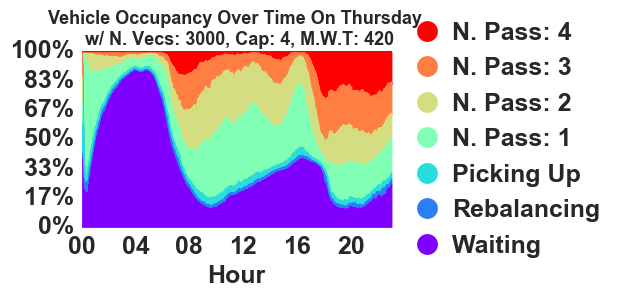 Vehicle Occupancy Over Time On Thursday
w/ N. Vecs: 3000, Cap: 4, M.W.T: 420
100%
83%
67%
50%
33%
17%
0%
00 04 08 12 16 20
Hour
N. Pass: 4
N. Pass: 3
N. Pass: 2
N. Pass: 1
Picking Up
Rebalancing
Waiting